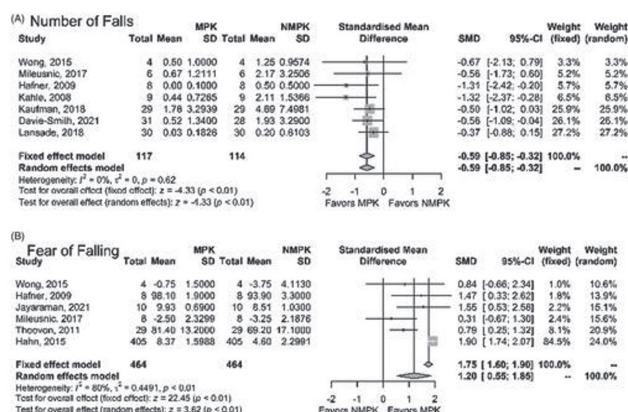 (A) Number of Falls
MPK NMPK Standardised Mean Weight Weight
Study Total Mean SD Total Mean SD Difference SMD 95%-CI (fixed) (random)
Wong, 2015 4 0.50 1.0000 4 1.25 0.9574 -0.67 [-2.13; 0.79] 3.3% 3.3%
Mileusnic, 2017 6 0.67 1.2111 6 2.17 3.2506 -0.56 [-1.73; 0.60] 5.2% 5.2%
Hafner, 2009 8 0.00 0.1000 8 0.50 0.5000 -1.31 [-2.42; -0.20] 5.7% 5.7%
Kahle, 2008 9 0.44 0.7265 9 2.11 1.5366 -1.32 [-2.37; -0.28] 6.5% 6.5%
Kaufman, 2018 29 1.78 3.2939 29 4.69 7.4981 -0.50 [-1.02; 0.03] 25.9% 25.9%
Davie-Smith, 2021 31 0.52 1.3400 28 1.93 3.2900 -0.56 [-1.09; -0.04] 26.1% 26.1%
Lansade, 2018 30 0.03 0.1826 30 0.20 0.6103 -0.37 [-0.88; 0.15] 27.2% 27.2%
Fixed effect model 117 114 -0.59 [-0.85; -0.32] 100.0% --
Random effects model -0.59 [-0.85; -0.32] -- 100.0%
Heterogeneity: I² = 0%, τ² = 0, p = 0.62
Test for overall effect (fixed effect): z = -4.33 (p < 0.01)
Test for overall effect (random effects): z = -4.33 (p < 0.01)
-2 -1 0 1 2
Favors MPK Favors NMPK
(B) Fear of Falling
MPK NMPK Standardised Mean Weight Weight
Study Total Mean SD Total Mean SD Difference SMD 95%-CI (fixed) (random)
Wong, 2015 4 -0.75 1.5000 4 -3.75 4.1130 0.84 [-0.66; 2.34] 1.0% 10.6%
Hafner, 2009 8 98.10 1.9000 8 93.90 3.3000 1.47 [0.33; 2.62] 1.8% 13.9%
Jayaraman, 2021 10 9.93 0.6900 10 8.51 1.0300 1.55 [0.53; 2.56] 2.2% 15.1%
Mileusnic, 2017 8 -2.50 2.3299 8 -3.25 2.1876 0.31 [-0.67; 1.30] 2.4% 15.6%
Theeven, 2011 29 81.40 13.2000 29 69.20 17.1000 0.79 [0.25; 1.32] 8.1% 20.9%
Hahn, 2015 405 8.37 1.5988 405 4.60 2.2991 1.90 [1.74; 2.07] 84.5% 24.0%
Fixed effect model 464 464 1.75 [1.60; 1.90] 100.0% --
Random effects model 1.20 [0.55; 1.85] -- 100.0%
Heterogeneity: I² = 80%, τ² = 0.4491, p < 0.01
Test for overall effect (fixed effect): z = 22.45 (p < 0.01)
Test for overall effect (random effects): z = 3.62 (p < 0.01)
-2 -1 0 1 2
Favors NMPK Favors MPK